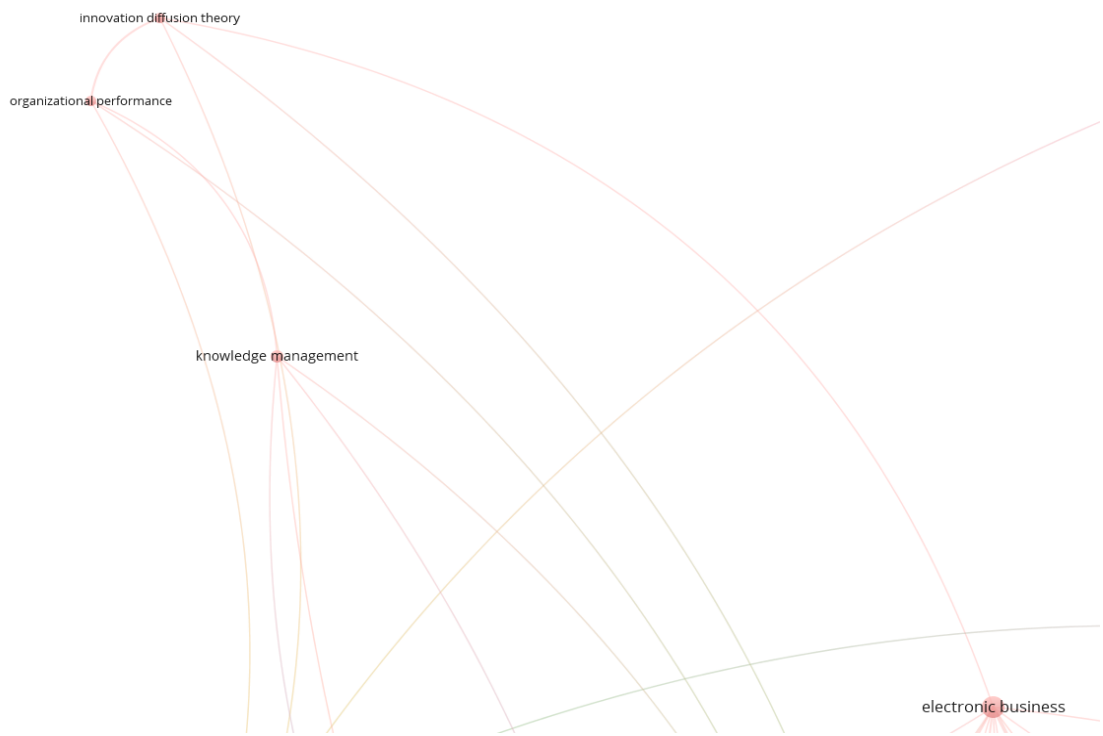 innovation diffusion theory
organizational performance
knowledge management
electronic business